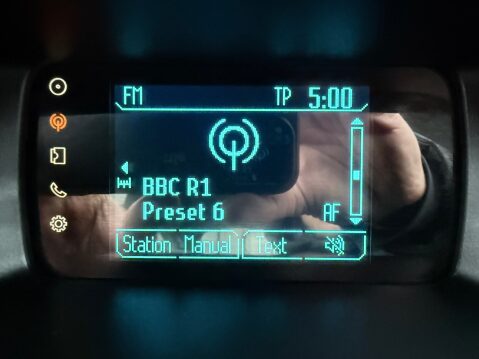 FM TP 5:00
BBC R1
Preset 6 AF
Station Manual Text